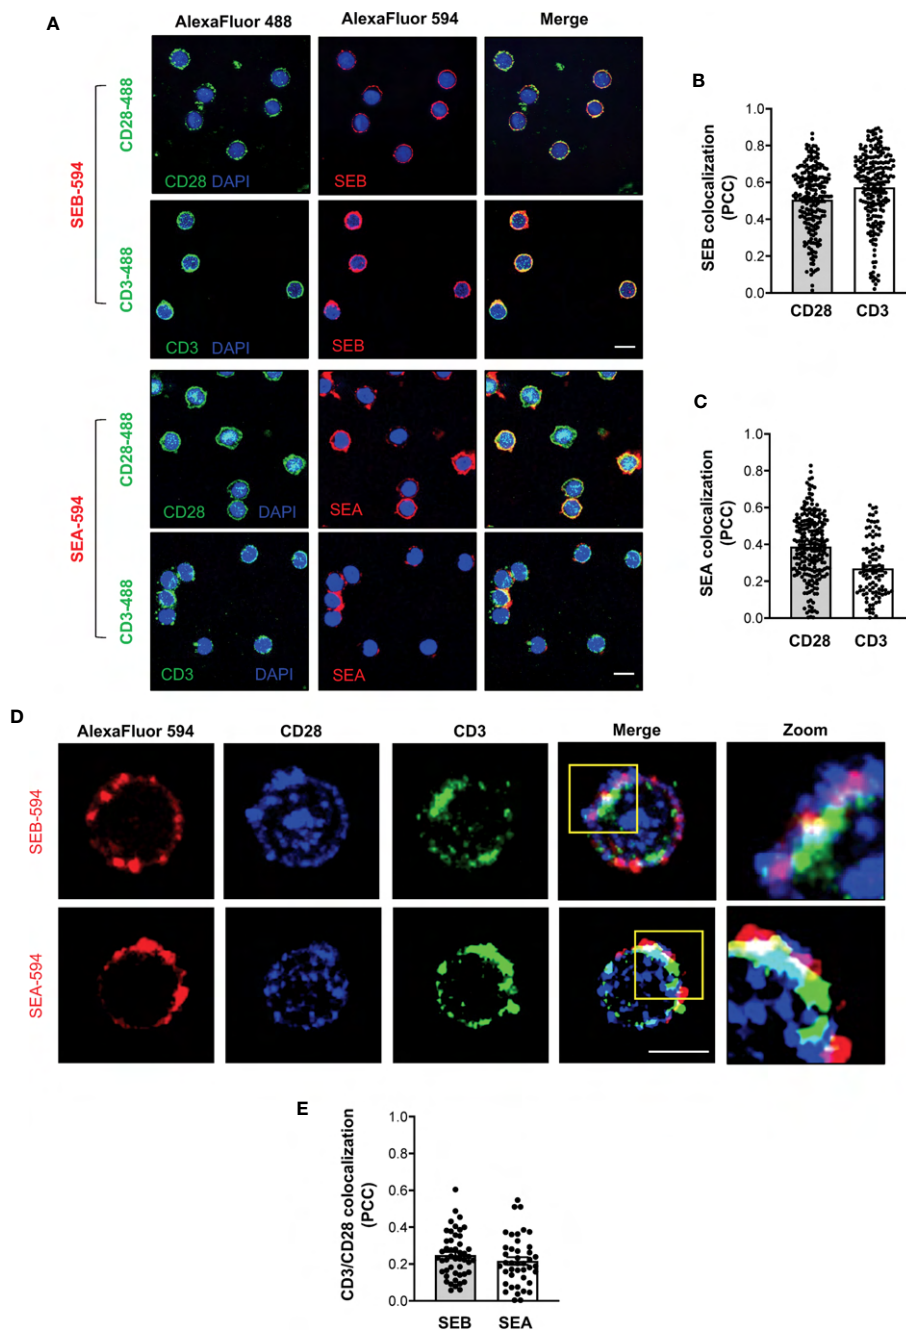 A
AlexaFluor 488
AlexaFluor 594
Merge
SEB-594
CD28-488
CD28 DAPI
SEB
CD3-488
CD3 DAPI
SEB
SEA-594
CD28-488
CD28 DAPI
SEA
CD3-488
CD3 DAPI
SEA
B
SEB colocalization
(PCC)
1.0
0.8
0.6
0.4
0.2
0.0
CD28 CD3
C
SEA colocalization
(PCC)
1.0
0.8
0.6
0.4
0.2
0.0
CD28 CD3
D
AlexaFluor 594
CD28
CD3
Merge
Zoom
SEB-594
SEA-594
E
CD3/CD28 colocalization
(PCC)
1.0
0.8
0.6
0.4
0.2
0.0
SEB SEA